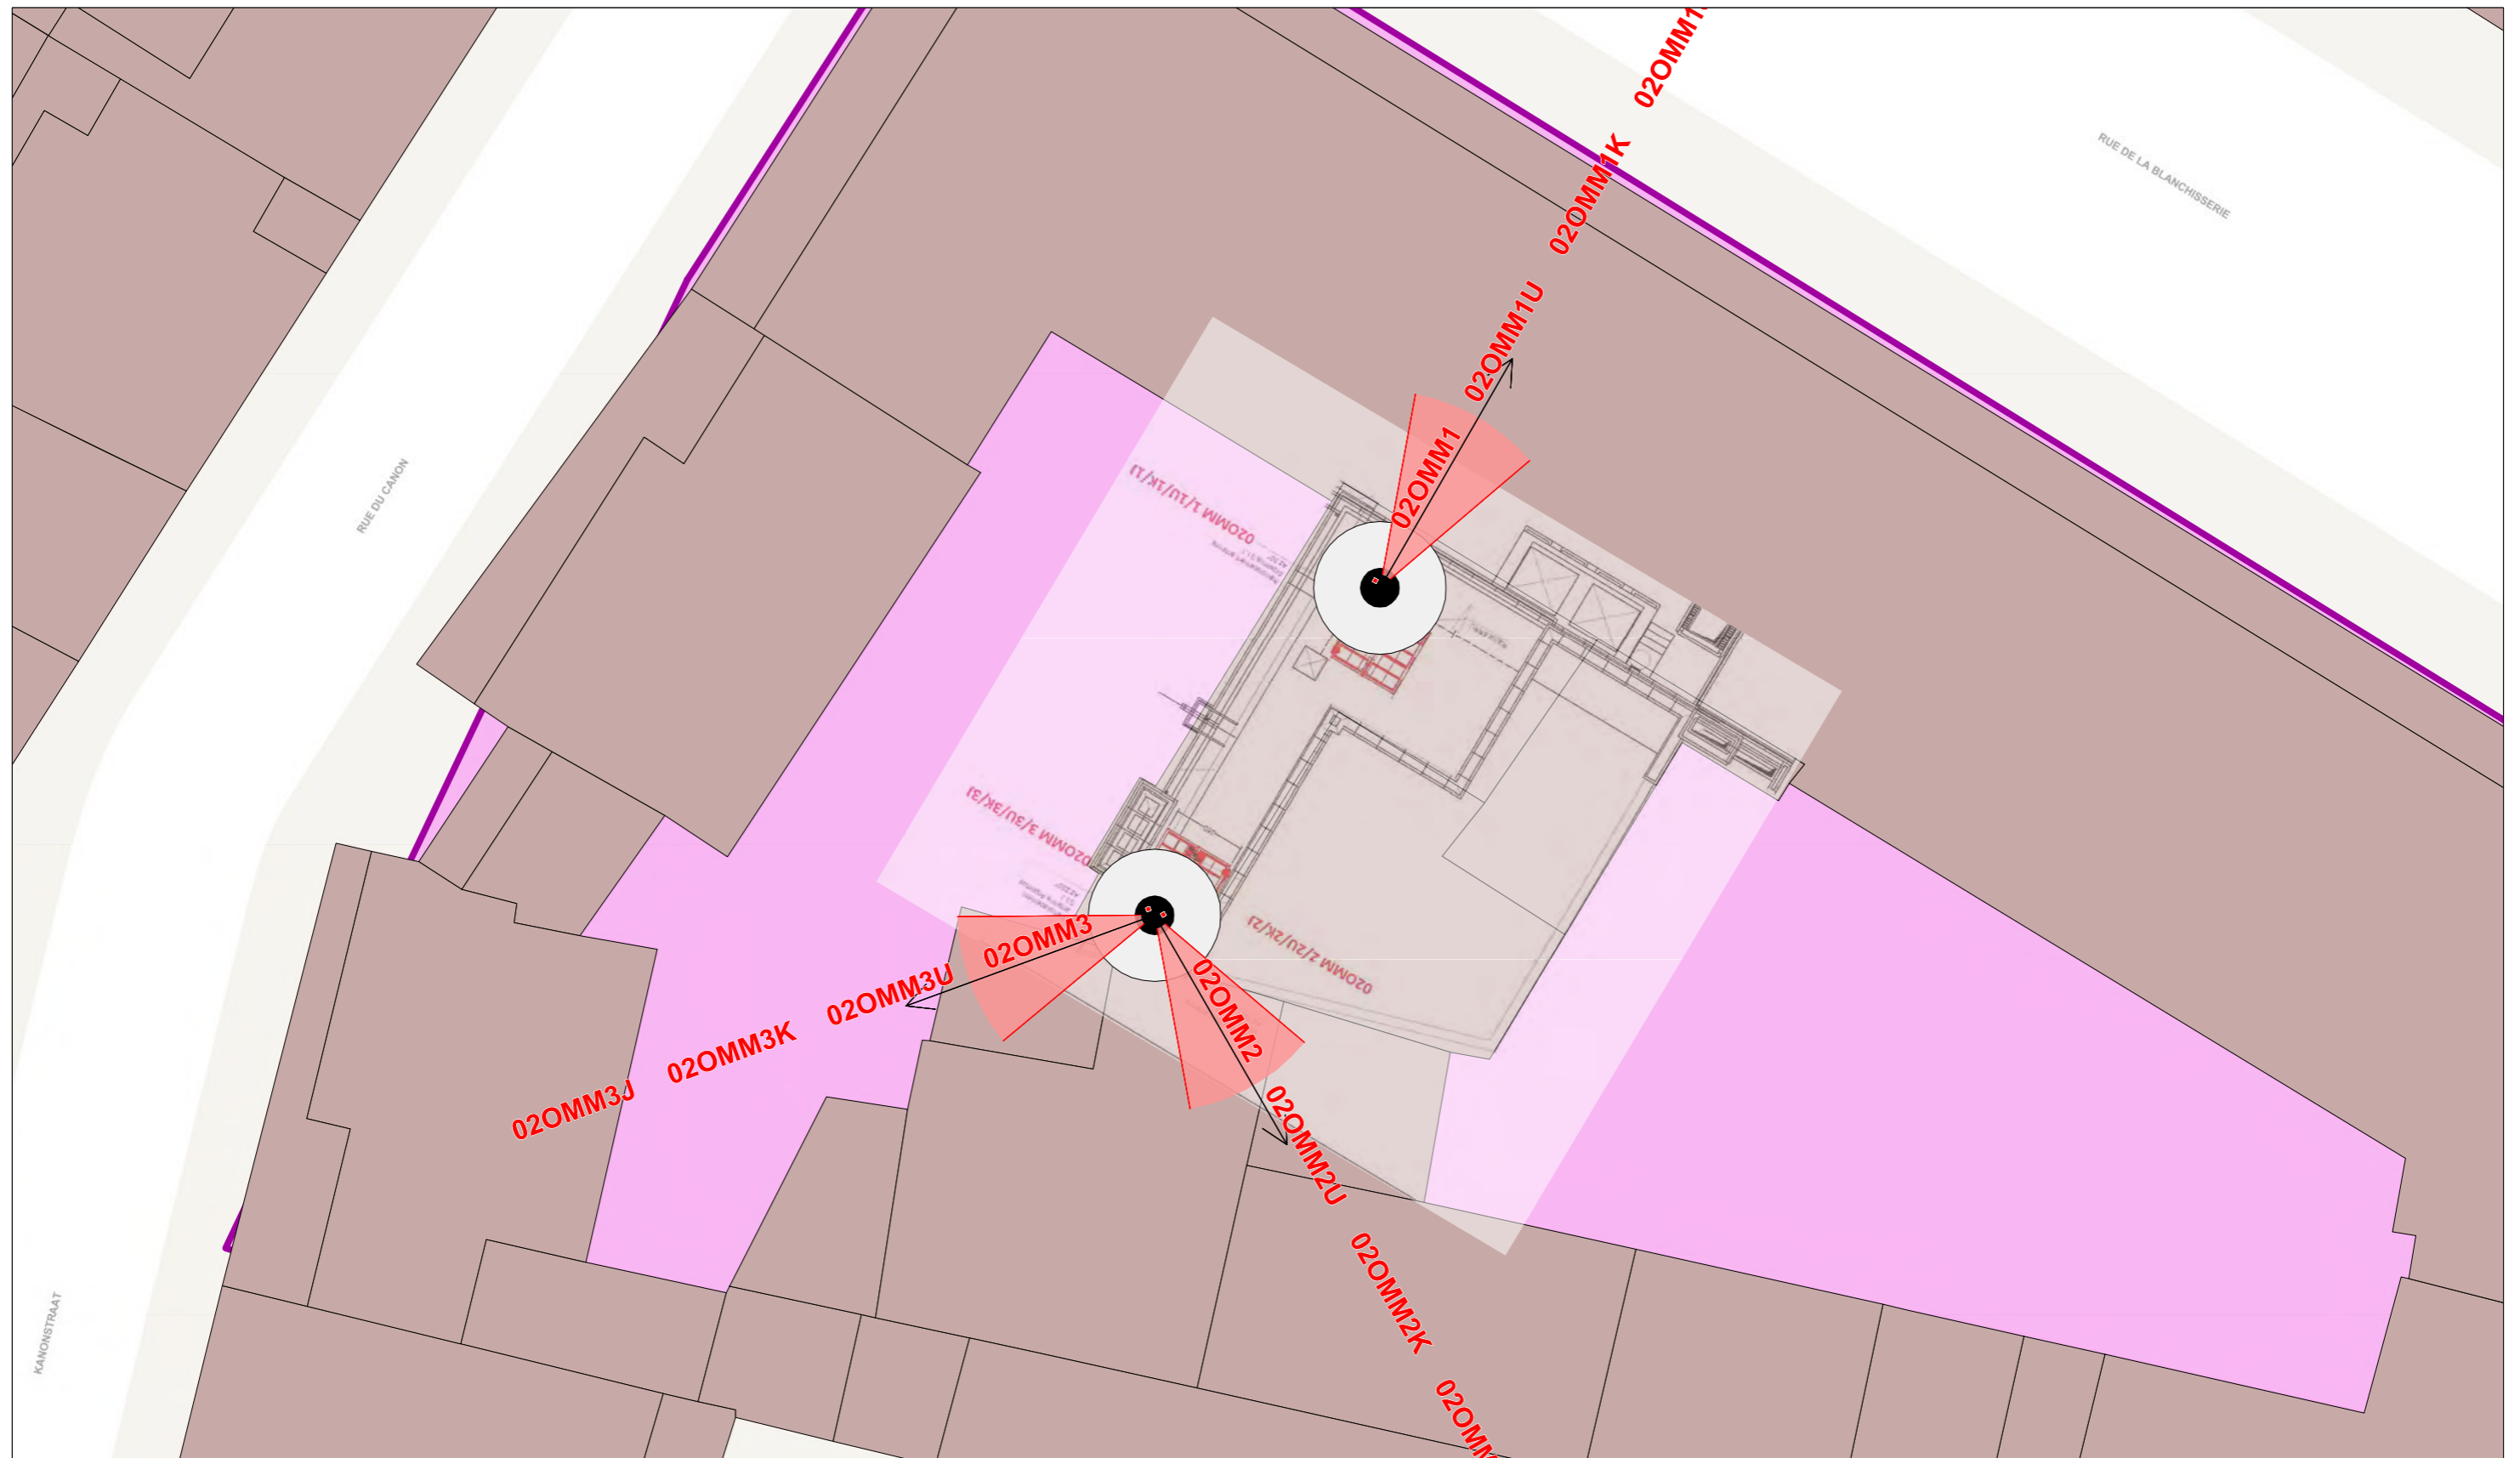 02OMM1
02OMM1K
02OMM1U
02OMM1
RUE DE LA BLANCHISSERIE
RUE DU CANON
02OMM 1/1U/1K/1J
02OMM 3/3U/3K/3J
02OMM 2/2U/2K/2J
02OMM3
02OMM3U
02OMM3K
02OMM3J
02OMM2
02OMM2U
02OMM2K
KANONSTRAAT